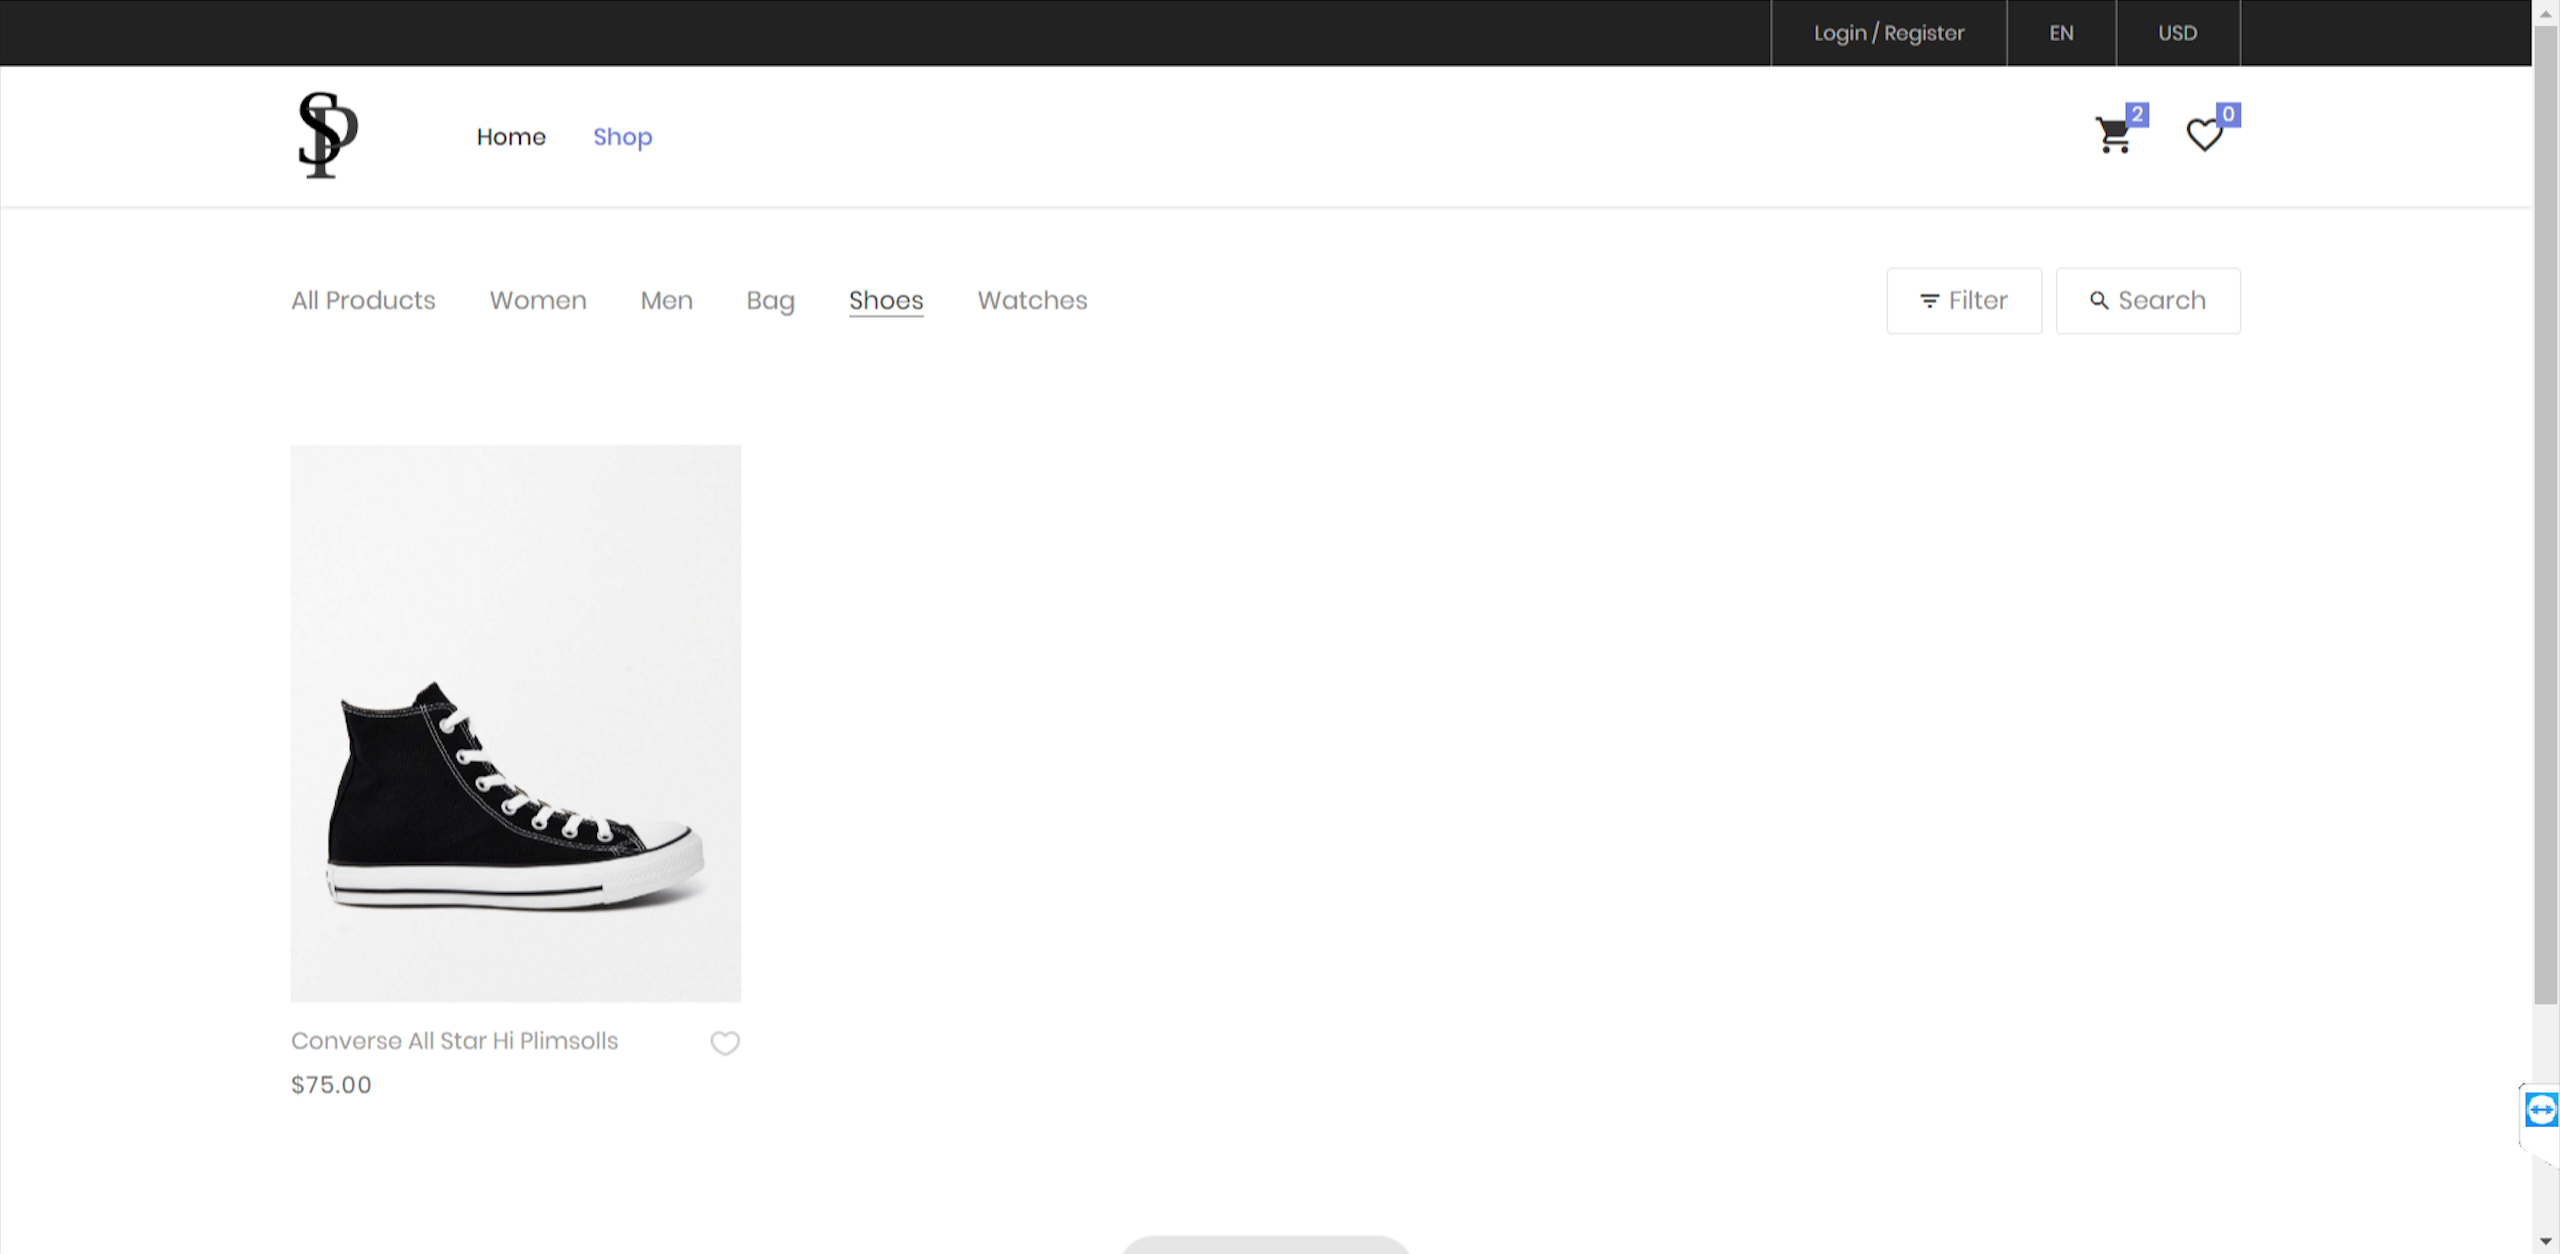 Login / Register
EN
USD
SP
Home
Shop
2
0
All Products
Women
Men
Bag
Shoes
Watches
Filter
Search
Converse All Star Hi Plimsolls
$75.00